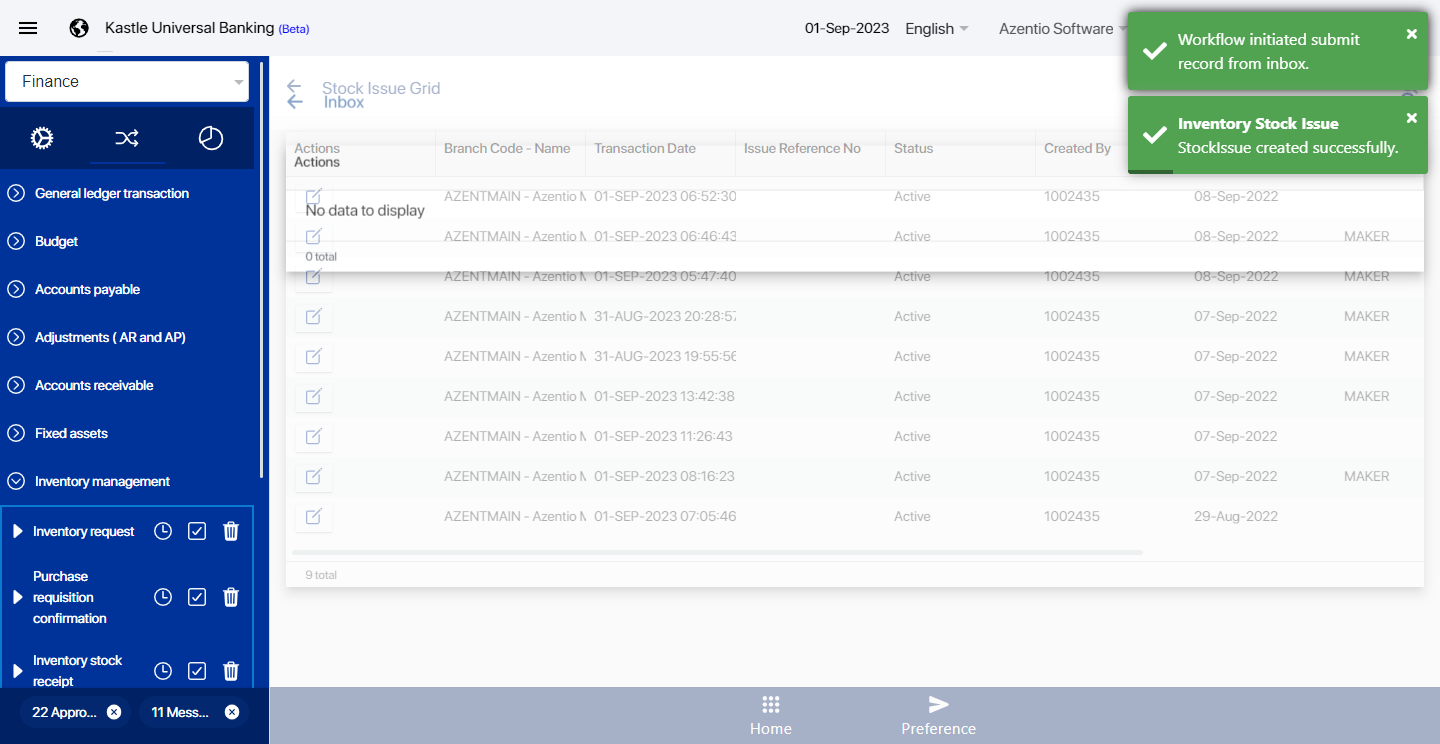 Kastle Universal Banking (Beta)
01-Sep-2023
English
Azentio Software
Workflow initiated submit
record from inbox.
Inventory Stock Issue
StockIssue created successfully.
Finance
General ledger transaction
Budget
Accounts payable
Adjustments ( AR and AP)
Accounts receivable
Fixed assets
Inventory management
Inventory request
Purchase
requisition
confirmation
Inventory stock
receipt
22 Appro...
11 Mess...
Stock Issue Grid
Inbox
Actions Branch Code - Name Transaction Date Issue Reference No Status Created By
Actions
AZENTMAIN - Azentio M 01-SEP-2023 06:52:30 Active 1002435 08-Sep-2022
No data to display
AZENTMAIN - Azentio M 01-SEP-2023 06:46:43 Active 1002435 08-Sep-2022 MAKER
0 total
AZENTMAIN - Azentio M 01-SEP-2023 05:47:40 Active 1002435 08-Sep-2022 MAKER
AZENTMAIN - Azentio M 31-AUG-2023 20:28:57 Active 1002435 07-Sep-2022 MAKER
AZENTMAIN - Azentio M 31-AUG-2023 19:55:56 Active 1002435 07-Sep-2022 MAKER
AZENTMAIN - Azentio M 01-SEP-2023 13:42:38 Active 1002435 07-Sep-2022 MAKER
AZENTMAIN - Azentio M 01-SEP-2023 11:26:43 Active 1002435 07-Sep-2022
AZENTMAIN - Azentio M 01-SEP-2023 08:16:23 Active 1002435 07-Sep-2022 MAKER
AZENTMAIN - Azentio M 01-SEP-2023 07:05:46 Active 1002435 29-Aug-2022
9 total
Home
Preference